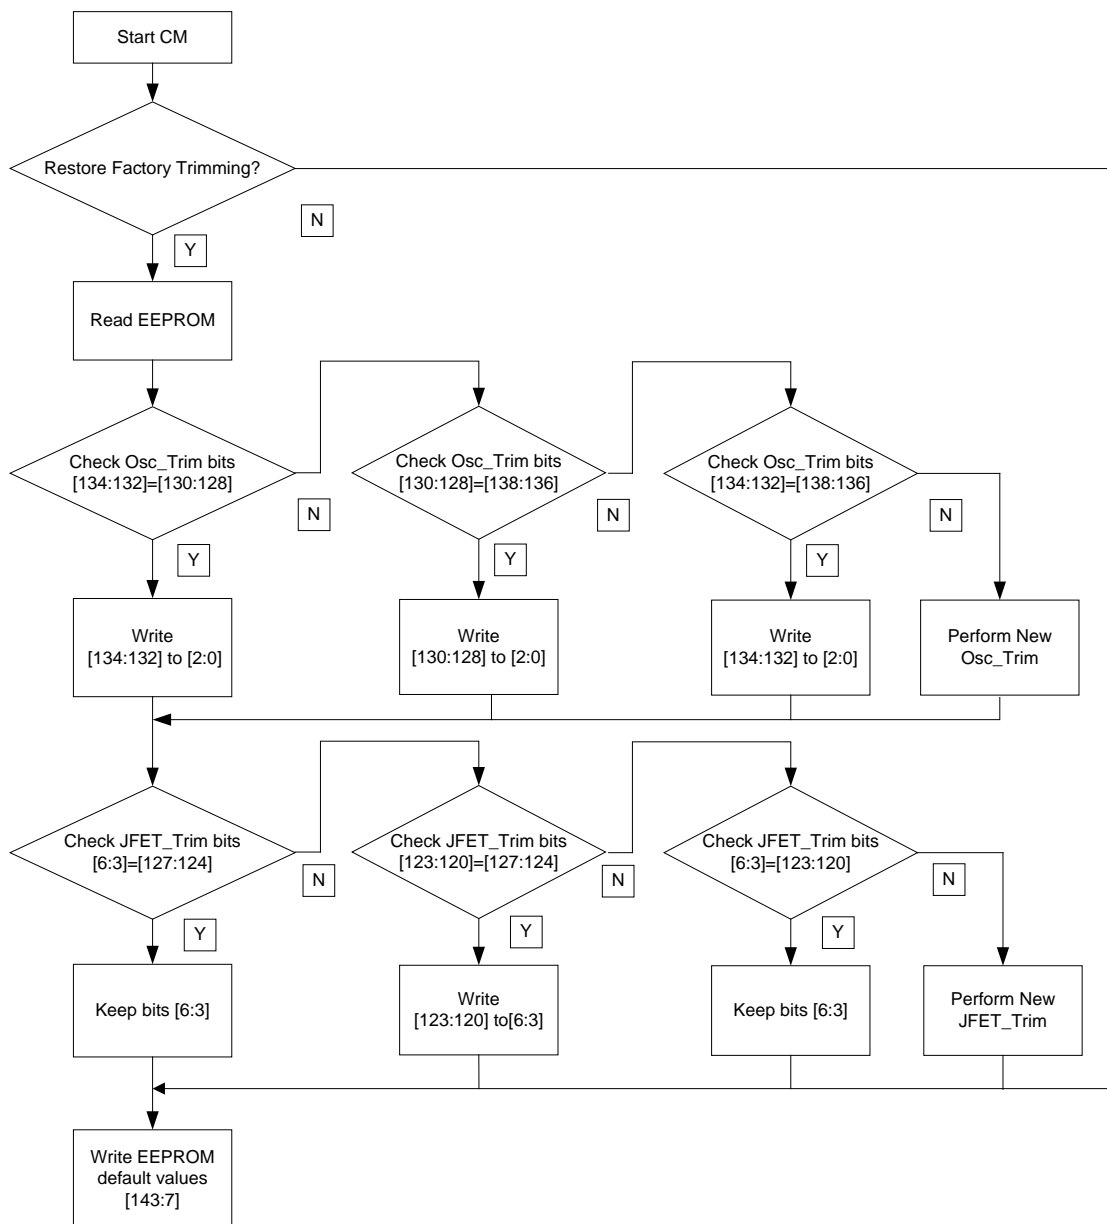 Start CM
Restore Factory Trimming?
N
Y
Read EEPROM
Check Osc_Trim bits
[134:132]=[130:128]
N
Y
Check Osc_Trim bits
[130:128]=[138:136]
N
Y
Check Osc_Trim bits
[134:132]=[138:136]
N
Y
Write
[134:132] to [2:0]
Write
[130:128] to [2:0]
Write
[134:132] to [2:0]
Perform New
Osc_Trim
Check JFET_Trim bits
[6:3]=[127:124]
N
Y
Check JFET_Trim bits
[123:120]=[127:124]
N
Y
Check JFET_Trim bits
[6:3]=[123:120]
N
Y
Keep bits [6:3]
Write
[123:120] to[6:3]
Keep bits [6:3]
Perform New
JFET_Trim
Write EEPROM
default values
[143:7]